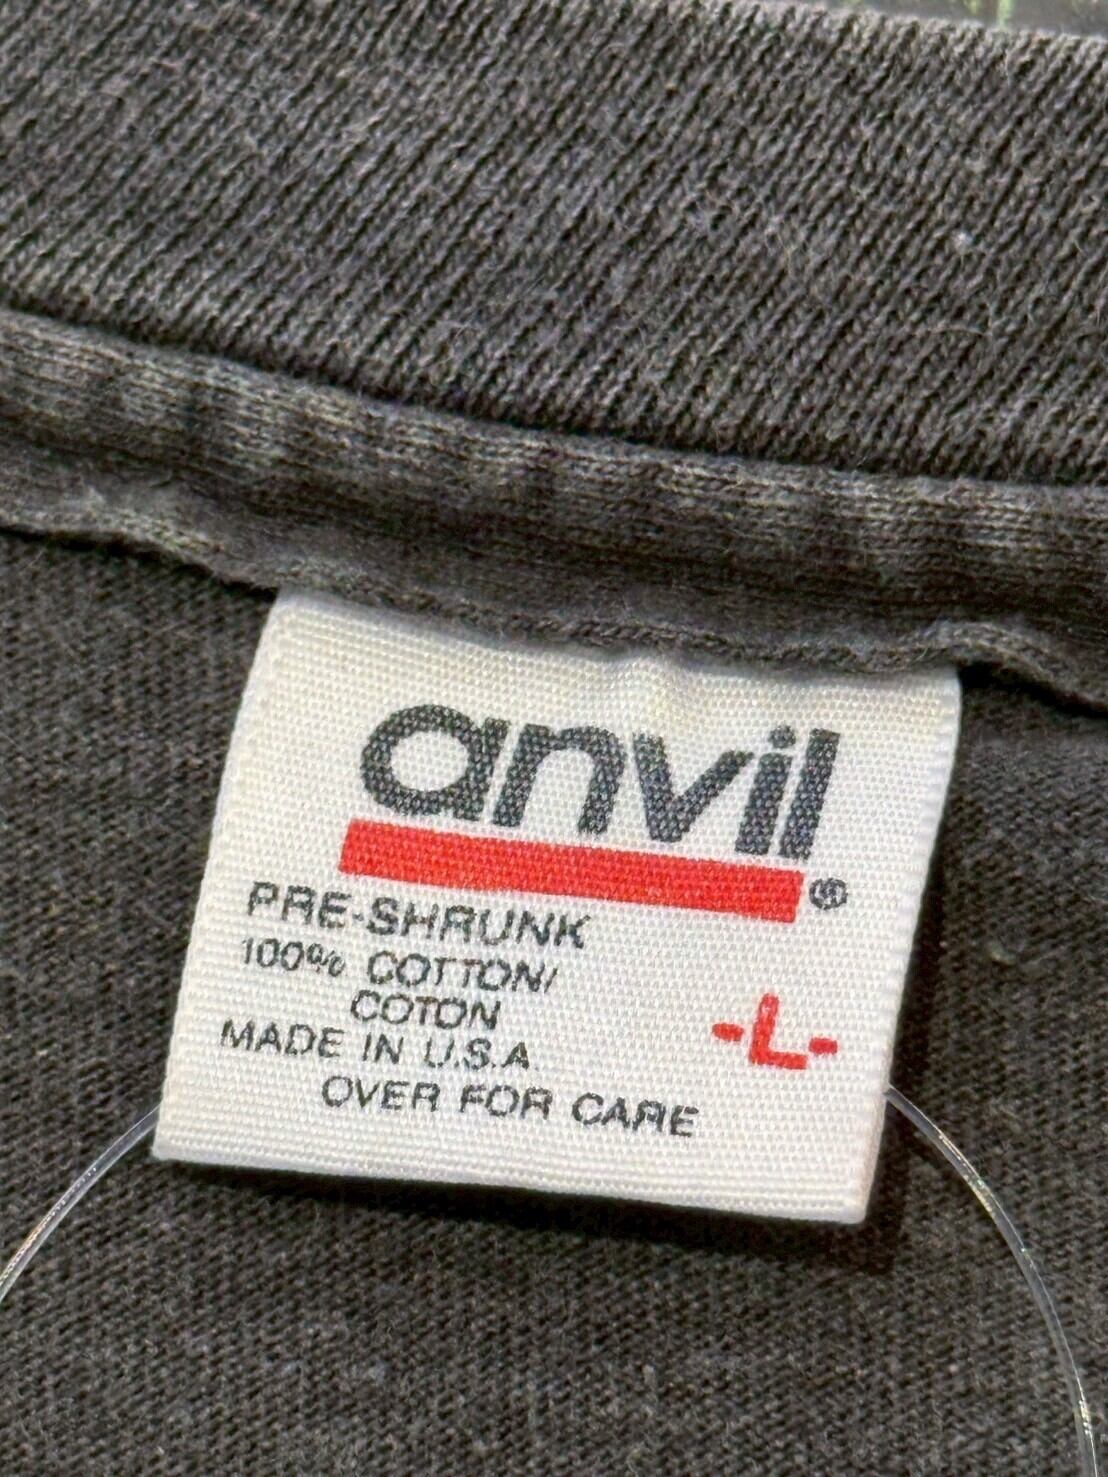 anvil®
PRE-SHRUNK
100% COTTON/
COTON
MADE IN U.S.A.
OVER FOR CARE
-L-